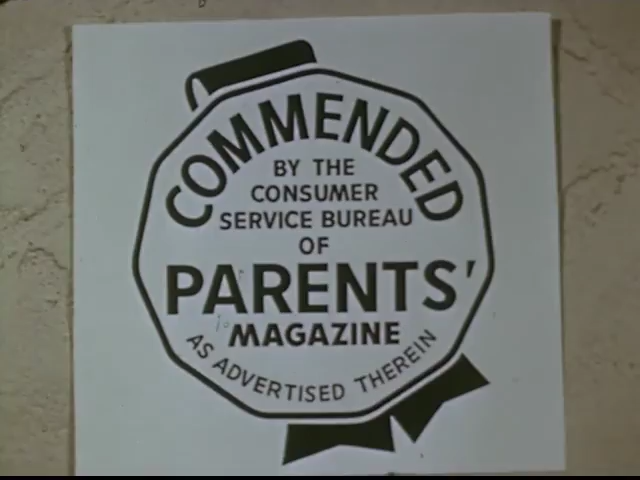 COMMENDED
BY THE
CONSUMER
SERVICE BUREAU
OF
PARENTS'
MAGAZINE
AS ADVERTISED THEREIN